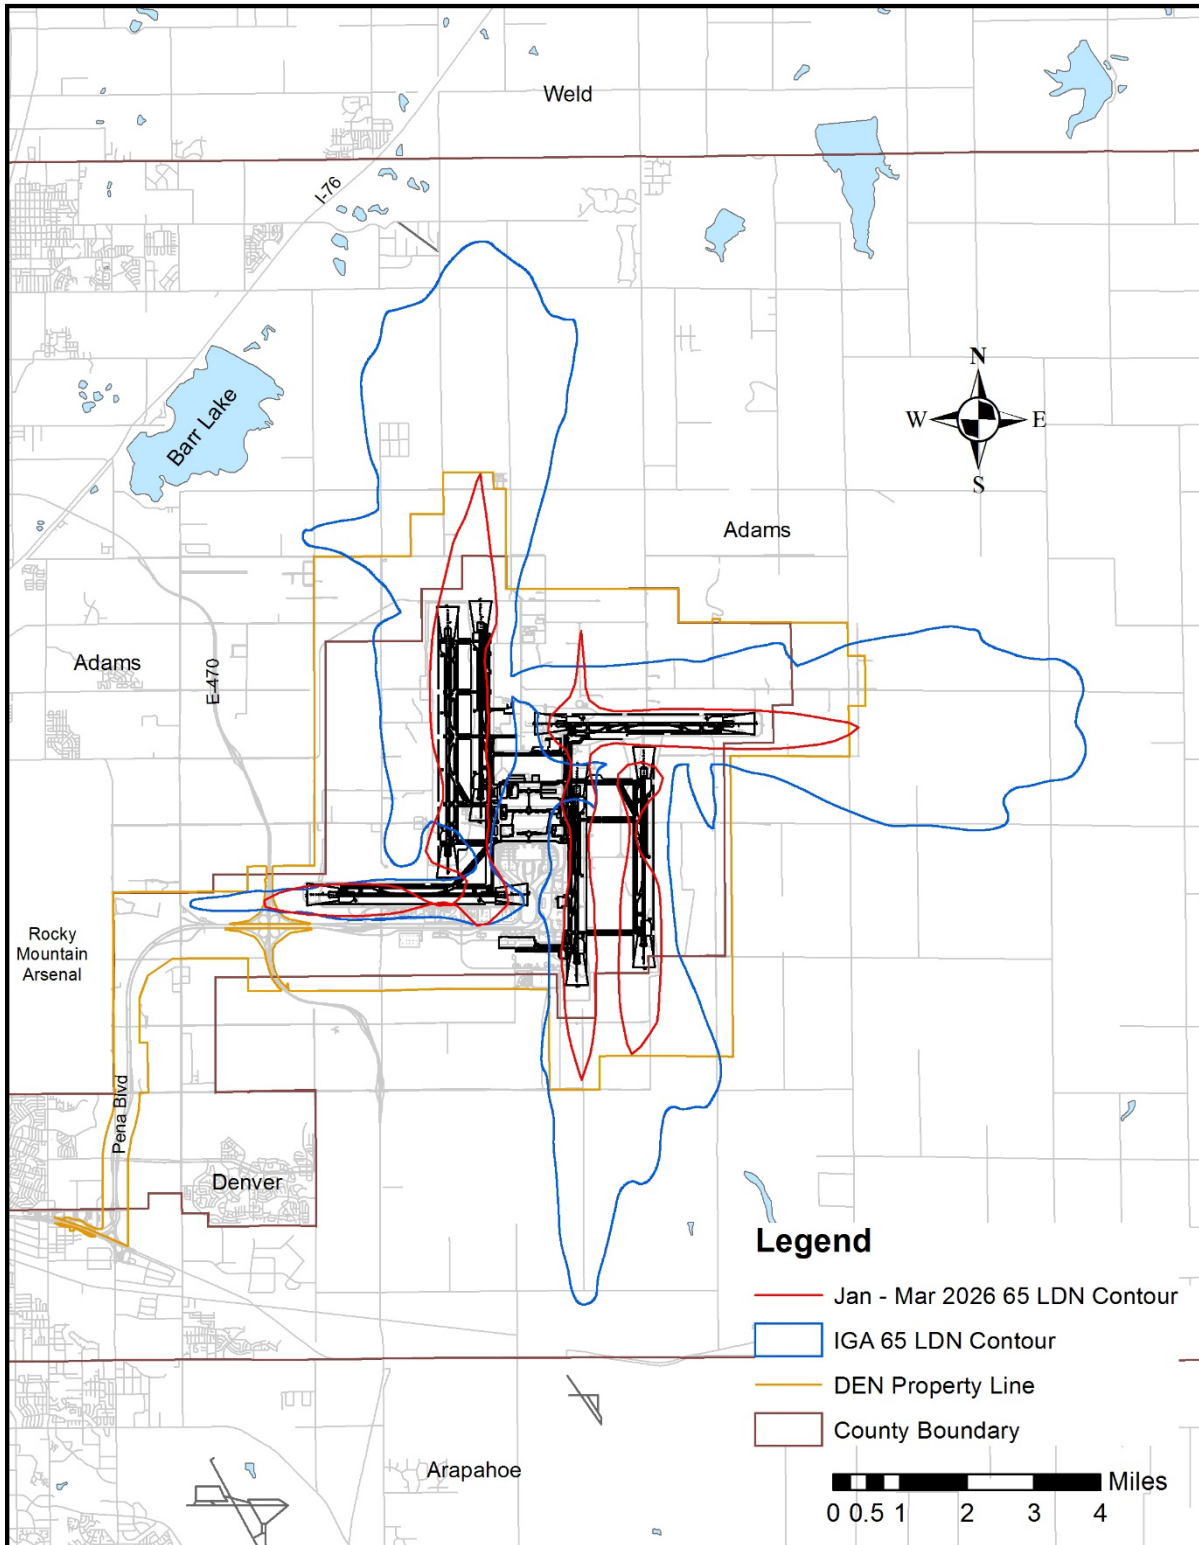 Weld
I-76
Barr Lake
N
W
E
S
Adams
Adams
E-470
Rocky
Mountain
Arsenal
Pena Blvd
Denver
Legend
Jan - Mar 2026 65 LDN Contour
IGA 65 LDN Contour
DEN Property Line
County Boundary
Arapahoe
Miles
0 0.5 1 2 3 4